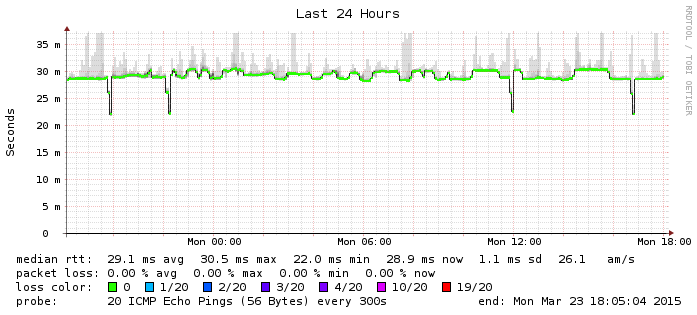 Last 24 Hours
RRDTOOL / TOBI OETIKER
Seconds
35 m
30 m
25 m
20 m
15 m
10 m
5 m
0
Mon 00:00 Mon 06:00 Mon 12:00 Mon 18:00
median rtt: 29.1 ms avg 30.5 ms max 22.0 ms min 28.9 ms now 1.1 ms sd 26.1 am/s
packet loss: 0.00 % avg 0.00 % max 0.00 % min 0.00 % now
loss color: 0 1/20 2/20 3/20 4/20 10/20 19/20
probe: 20 ICMP Echo Pings (56 Bytes) every 300s end: Mon Mar 23 18:05:04 2015